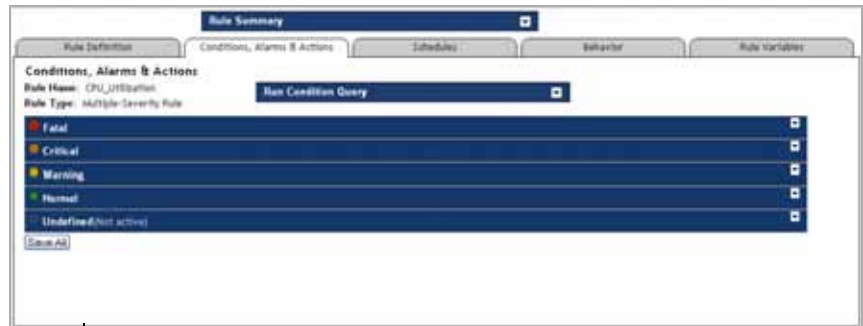 Rule Summary
Rule Definition
Conditions, Alarms & Actions
Schedules
Behavior
Rule Variables
Conditions, Alarms & Actions
Rule Name: CPU_Utilization
Run Condition Query
Rule Type: Multiple-Severity Rule
Fatal
Critical
Warning
Normal
Undefined(Not active)
Save All